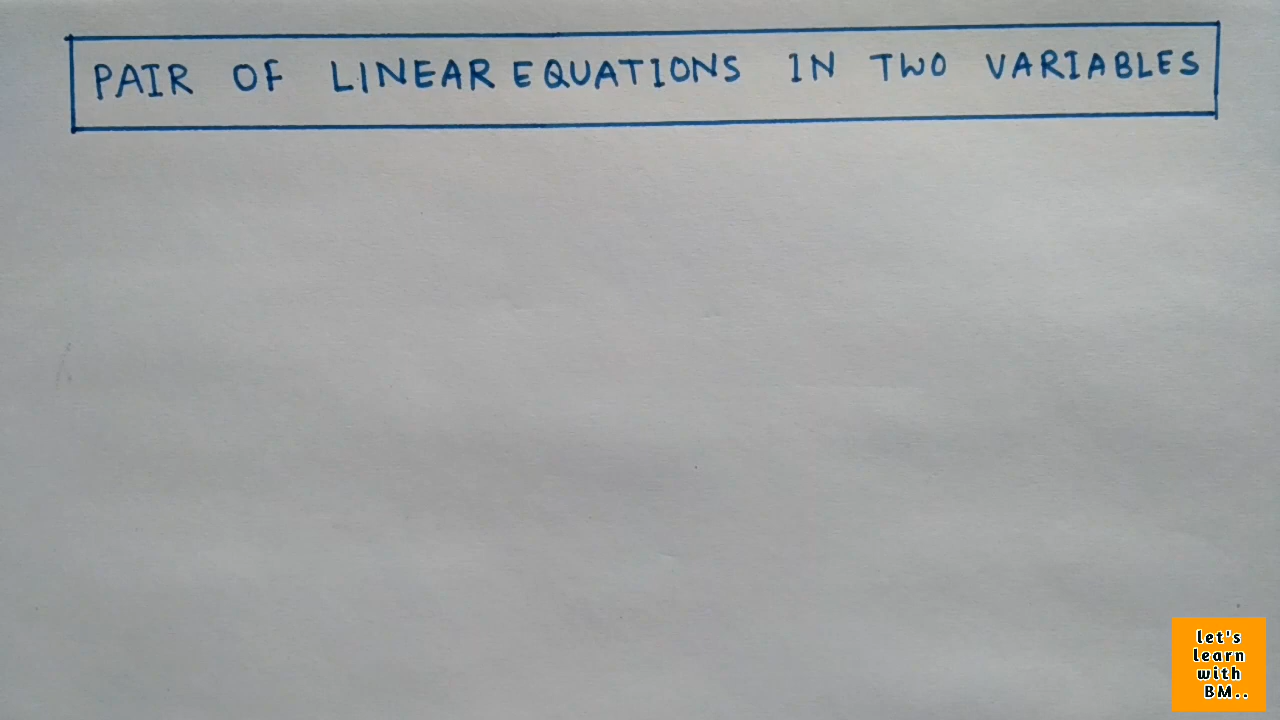 PAIR OF LINEAR EQUATIONS IN TWO VARIABLES
let's
learn
with
BM..